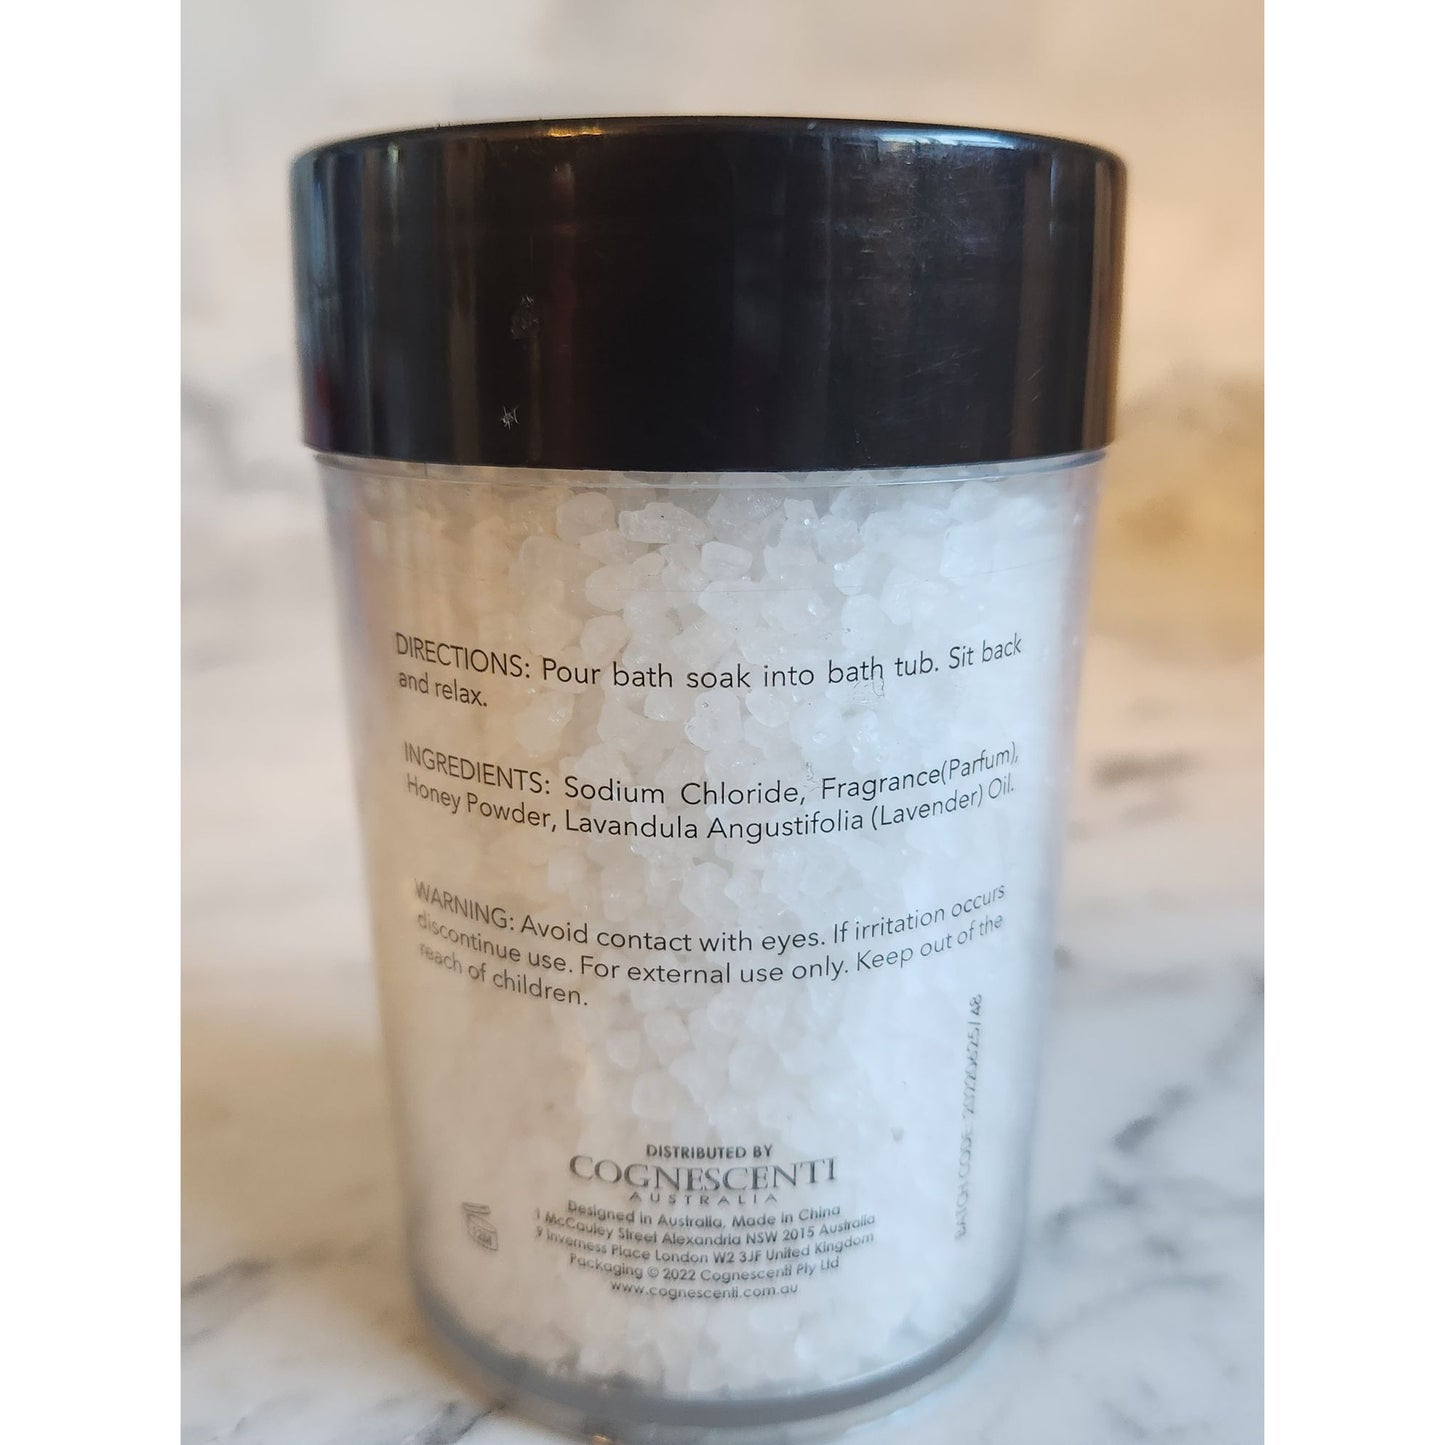 DIRECTIONS: Pour bath soak into bath tub. Sit back
and relax.
INGREDIENTS: Sodium Chloride, Fragrance(Parfum),
Honey Powder, Lavandula Angustifolia (Lavender) Oil.
WARNING: Avoid contact with eyes. If irritation occurs
discontinue use. For external use only. Keep out of the
reach of children.
DISTRIBUTED BY
COGNESCENTI
AUSTRALIA
Designed in Australia, Made in China
1 McCauley Street Alexandria NSW 2015 Australia
9 Inverness Place London W2 3JF United Kingdom
Packaging © 2022 Cognescenti Pty Ltd
www.cognescenti.com.au
12M
BATCH CODE: